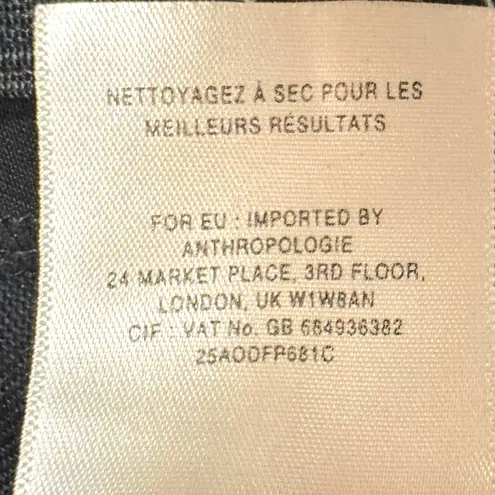 NETTOYAGEZ À SEC POUR LES
MEILLEURS RÉSULTATS
FOR EU : IMPORTED BY
ANTHROPOLOGIE
24 MARKET PLACE, 3RD FLOOR,
LONDON, UK W1W8AN
CIF : VAT No. GB 684936382
25AODFP681C